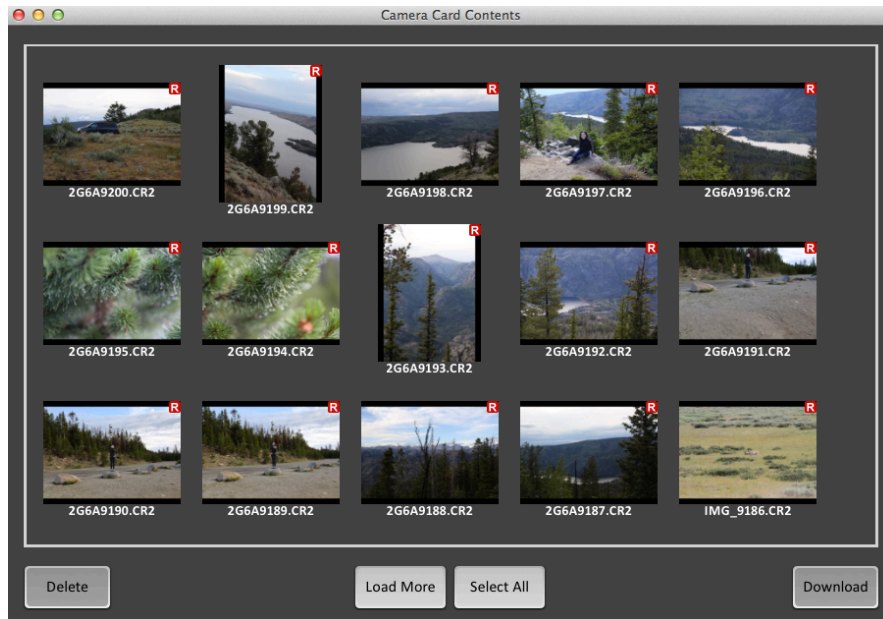 Camera Card Contents
R R R R R
2G6A9200.CR2 2G6A9199.CR2 2G6A9198.CR2 2G6A9197.CR2 2G6A9196.CR2
R R R R R
2G6A9195.CR2 2G6A9194.CR2 2G6A9193.CR2 2G6A9192.CR2 2G6A9191.CR2
R R R R R
2G6A9190.CR2 2G6A9189.CR2 2G6A9188.CR2 2G6A9187.CR2 IMG_9186.CR2
Delete Load More Select All Download